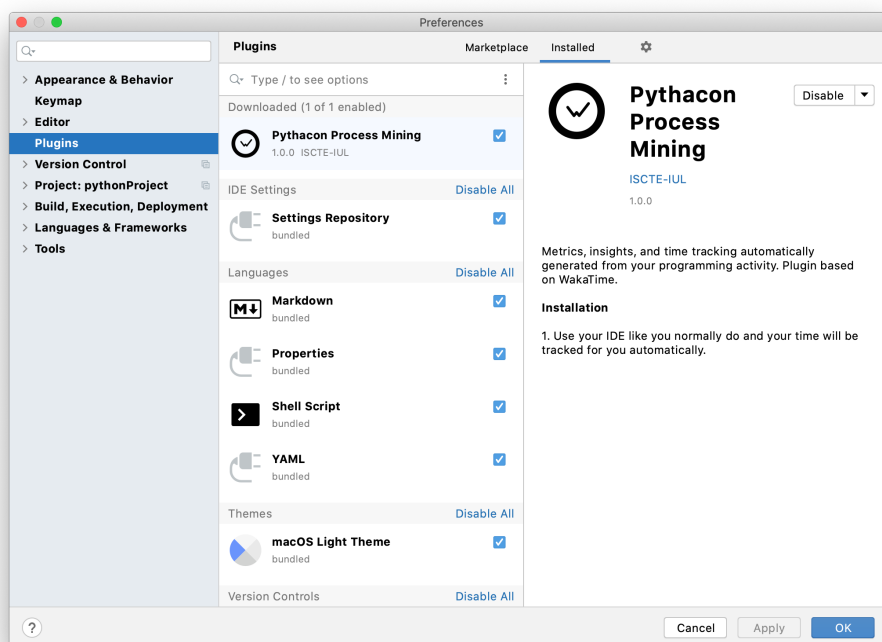 Preferences
Appearance & Behavior
Keymap
Editor
Plugins
Version Control
Project: pythonProject
Build, Execution, Deployment
Languages & Frameworks
Tools
Plugins
Marketplace
Installed
Type / to see options
Downloaded (1 of 1 enabled)
Pythacon Process Mining
1.0.0 ISCTE-IUL
IDE Settings Disable All
Settings Repository
bundled
Languages Disable All
M
Markdown
bundled
Properties
bundled
Shell Script
bundled
YAML
bundled
Themes Disable All
macOS Light Theme
bundled
Version Controls Disable All
Pythacon
Process
Mining
Disable
ISCTE-IUL
1.0.0
Metrics, insights, and time tracking automatically
generated from your programming activity. Plugin based
on WakaTime.
Installation
1. Use your IDE like you normally do and your time will be
tracked for you automatically.
?
Cancel
Apply
OK